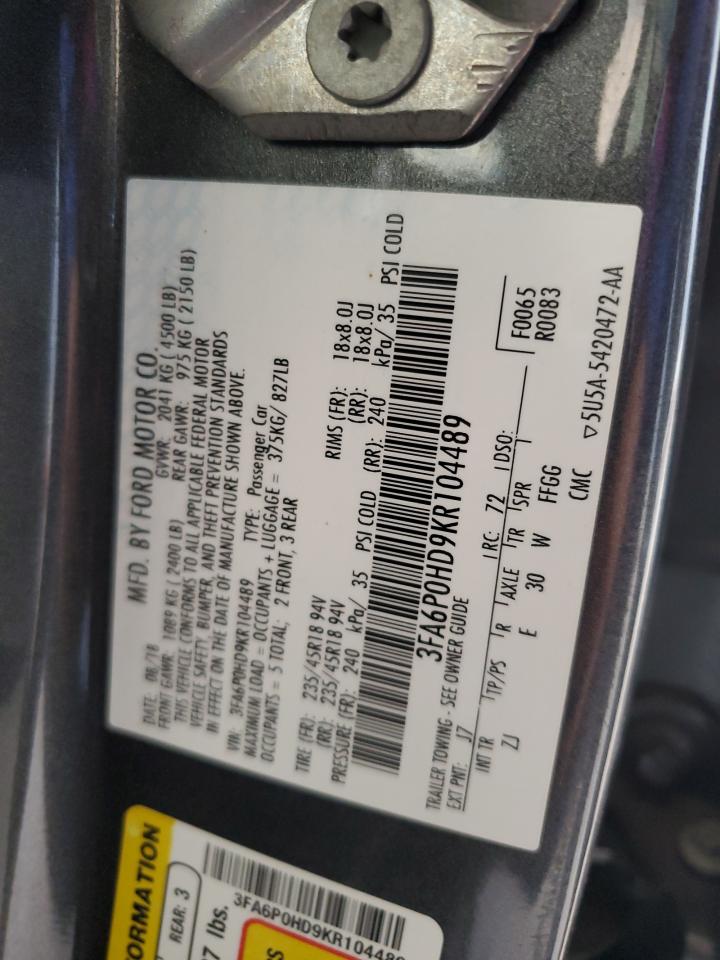 MFD. BY FORD MOTOR CO.
DATE: 08/18 GVWR: 2041 KG ( 4500 LB)
FRONT GAWR: 1089 KG ( 2400 LB) REAR GAWR: 975 KG ( 2150 LB)
THIS VEHICLE CONFORMS TO ALL APPLICABLE FEDERAL MOTOR
VEHICLE SAFETY, BUMPER, AND THEFT PREVENTION STANDARDS
IN EFFECT ON THE DATE OF MANUFACTURE SHOWN ABOVE.
VIN: 3FA6P0HD9KR104489 TYPE: Passenger Car
MAXIMUM LOAD = OCCUPANTS + LUGGAGE = 375KG/ 827LB
OCCUPANTS = 5 TOTAL; 2 FRONT, 3 REAR
TIRE (FR): 235/45R18 94V RIMS (FR): 18x8.0J
(RR): 235/45R18 94V (RR): 18x8.0J
PRESSURE (FR): 240 kPa/ 35 PSI COLD (RR): 240 kPa/ 35 PSI COLD
3FA6P0HD9KR104489
TRAILER TOWING - SEE OWNER GUIDE
EXT PNT: J7 RC: 72 DSO: F0065
R0083
INT TR TP/PS R AXLE TR SPR
ZJ E 30 W FFGG
CMC ▽5U5A-5420472-AA
ORMATION
REAR: 3
7 lbs.
3FA6P0HD9KR104489